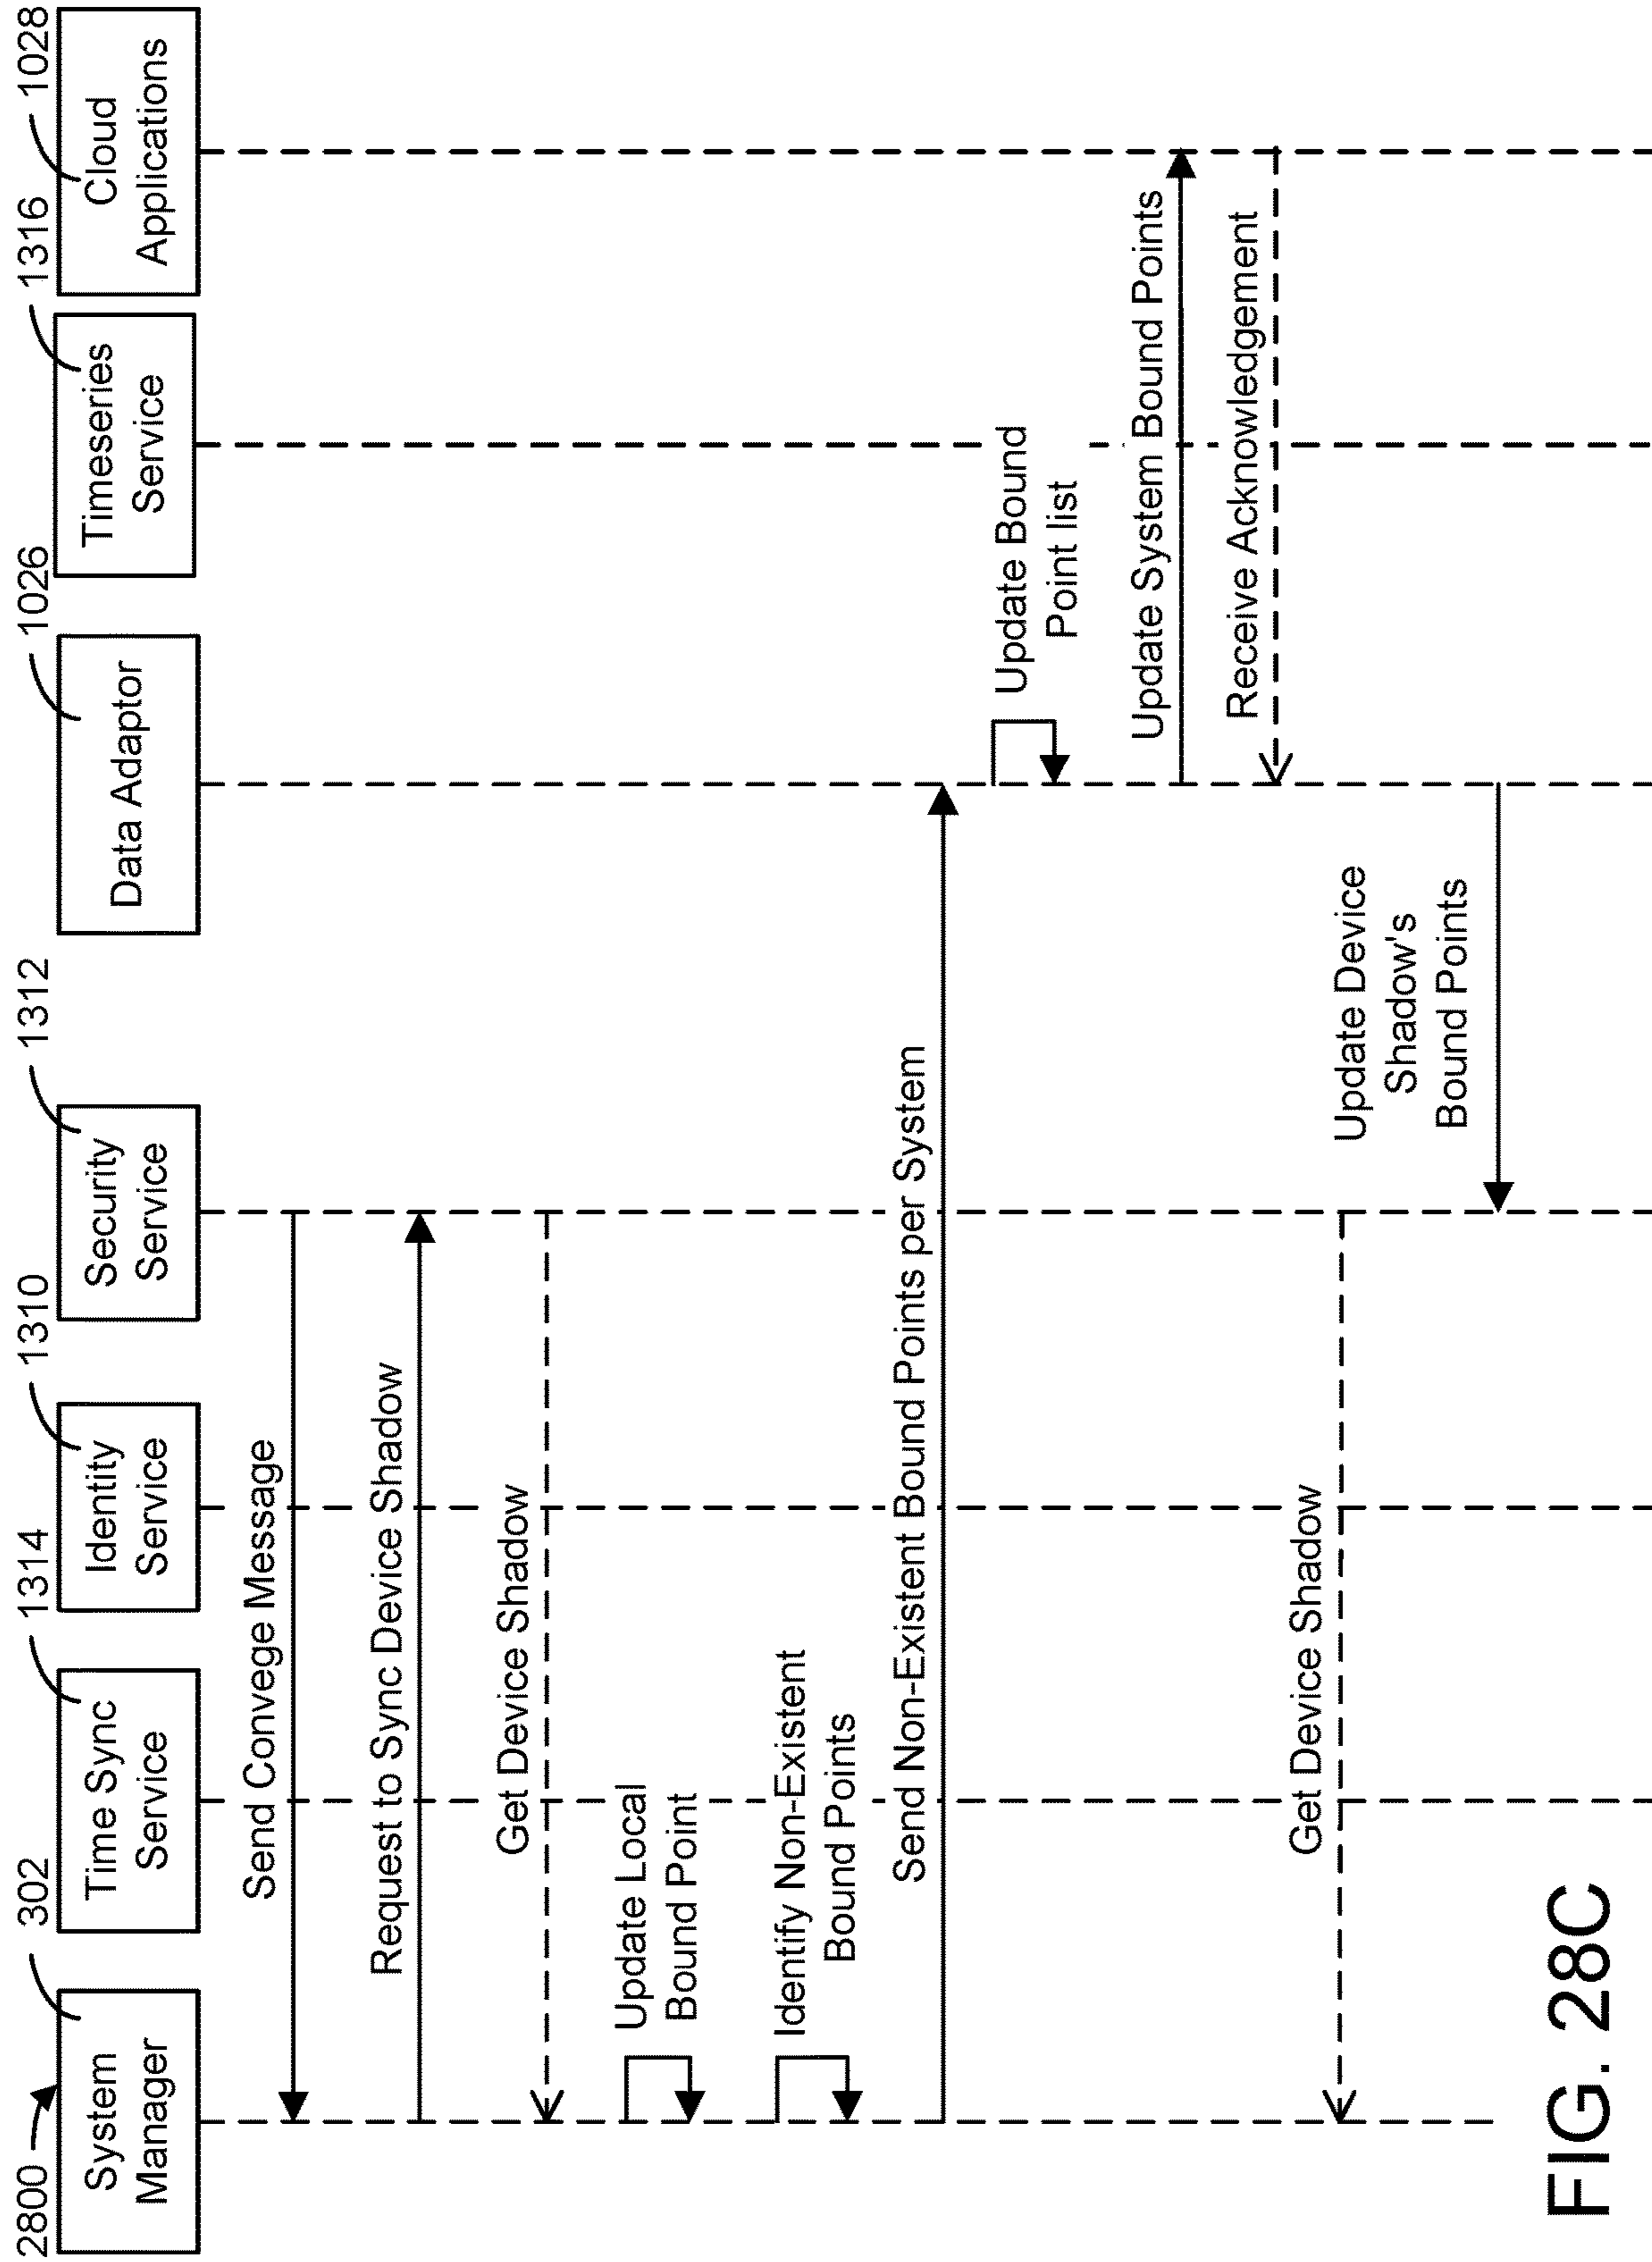 2800
302
1314
1310
1312
1026
1316
1028
System
Manager
Time Sync
Service
Identity
Service
Security
Service
Data Adaptor
Timeseries
Service
Cloud
Applications
Send Convege Message
Request to Sync Device Shadow
Get Device Shadow
Update Local
Bound Point
Identify Non-Existent
Bound Points
Send Non-Existent Bound Points per System
Update Bound
Point list
Update System Bound Points
Receive Acknowledgement
Get Device Shadow
Update Device
Shadow's
Bound Points
FIG. 28C